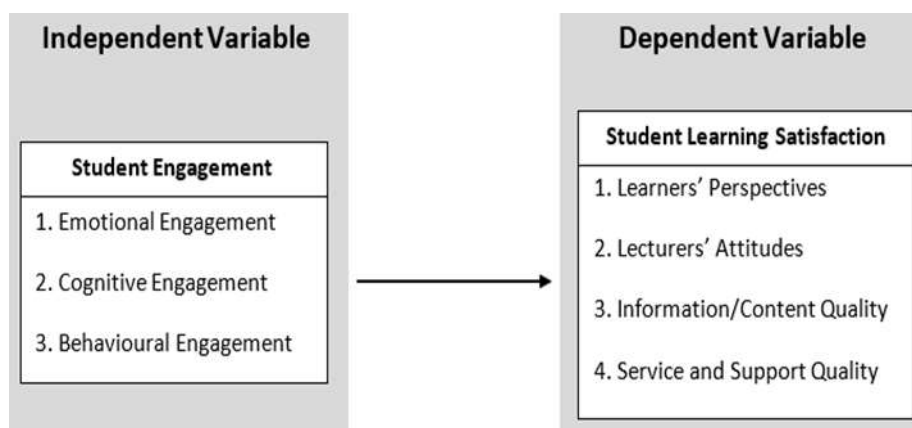 Independent Variable
Student Engagement
1. Emotional Engagement
2. Cognitive Engagement
3. Behavioural Engagement
Dependent Variable
Student Learning Satisfaction
1. Learners’ Perspectives
2. Lecturers’ Attitudes
3. Information/Content Quality
4. Service and Support Quality